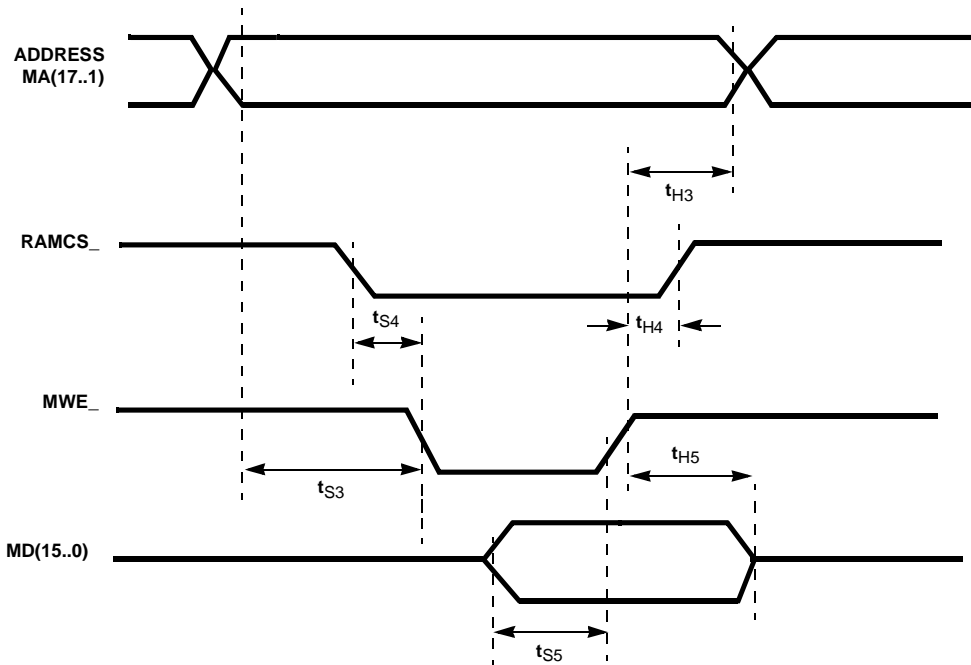 ADDRESS
MA(17..1)
tH3
RAMCS_
tS4
tH4
MWE_
tH5
tS3
MD(15..0)
tS5